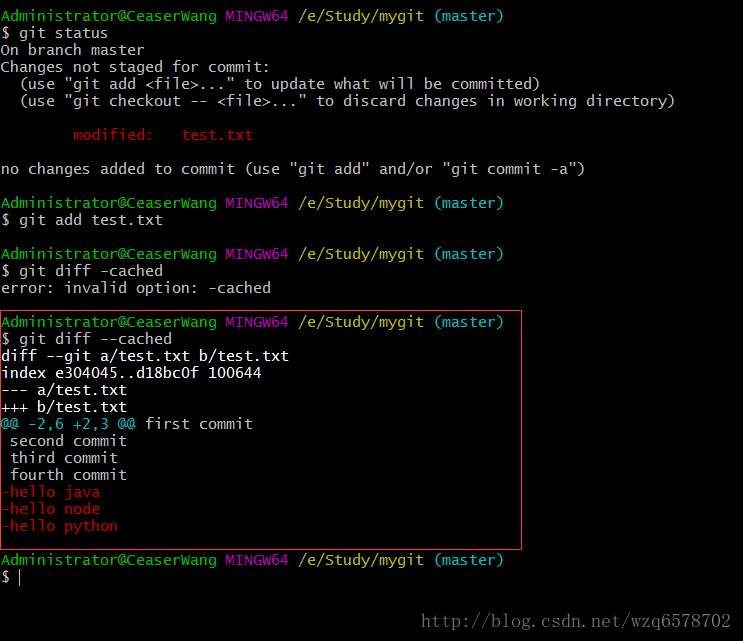 Administrator@CeaserWang MINGW64 /e/Study/mygit (master)
$ git status
On branch master
Changes not staged for commit:
  (use "git add <file>..." to update what will be committed)
  (use "git checkout -- <file>..." to discard changes in working directory)
        modified:   test.txt
no changes added to commit (use "git add" and/or "git commit -a")
Administrator@CeaserWang MINGW64 /e/Study/mygit (master)
$ git add test.txt
Administrator@CeaserWang MINGW64 /e/Study/mygit (master)
$ git diff -cached
error: invalid option: -cached
Administrator@CeaserWang MINGW64 /e/Study/mygit (master)
$ git diff --cached
diff --git a/test.txt b/test.txt
index e304045..d18bc0f 100644
--- a/test.txt
+++ b/test.txt
@@ -2,6 +2,3 @@ first commit
 second commit
 third commit
 fourth commit
-hello java
-hello node
-hello python
Administrator@CeaserWang MINGW64 /e/Study/mygit (master)
$
http://blog.csdn.net/wzq6578702